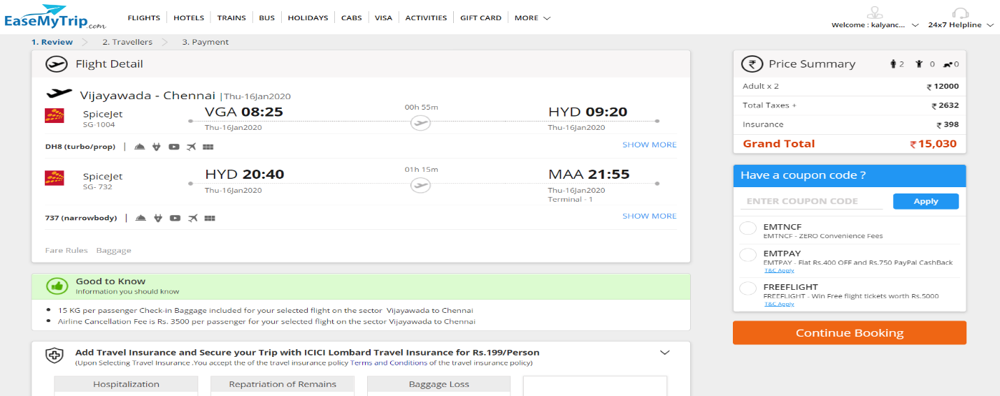 EaseMyTrip.com
FLIGHTS HOTELS TRAINS BUS HOLIDAYS CABS VISA ACTIVITIES GIFT CARD MORE
Welcome : kalyanc... 24x7 Helpline
1. Review 2. Travellers 3. Payment
Flight Detail
Vijayawada - Chennai |Thu-16Jan2020
SpiceJet
SG-1004
VGA 08:25
Thu-16Jan2020
00h 55m
HYD 09:20
Thu-16Jan2020
DH8 (turbo/prop) |
SHOW MORE
SpiceJet
SG- 732
HYD 20:40
Thu-16Jan2020
01h 15m
MAA 21:55
Thu-16Jan2020
Terminal - 1
737 (narrowbody) |
SHOW MORE
Fare Rules Baggage
Good to Know
Information you should know
• 15 KG per passenger Check-in Baggage included for your selected flight on the sector Vijayawada to Chennai
• Airline Cancellation Fee is Rs. 3500 per passenger for your selected flight on the sector Vijayawada to Chennai
Add Travel Insurance and Secure your Trip with ICICI Lombard Travel Insurance for Rs.199/Person
(Upon Selecting Travel Insurance .You accept the of the travel insurance policy Terms and Conditions of the travel insurance policy)
Hospitalization Repatriation of Remains Baggage Loss
₹ Price Summary 2 0 0
Adult x 2 ₹ 12000
Total Taxes + ₹ 2632
Insurance ₹ 398
Grand Total ₹ 15,030
Have a coupon code ?
ENTER COUPON CODE Apply
EMTNCF
EMTNCF - ZERO Convenience Fees
EMTPAY
EMTPAY - Flat Rs.400 OFF and Rs.750 PayPal CashBack
T&C Apply
FREEFLIGHT
FREEFLIGHT - Win Free flight tickets worth Rs.5000
T&C Apply
Continue Booking